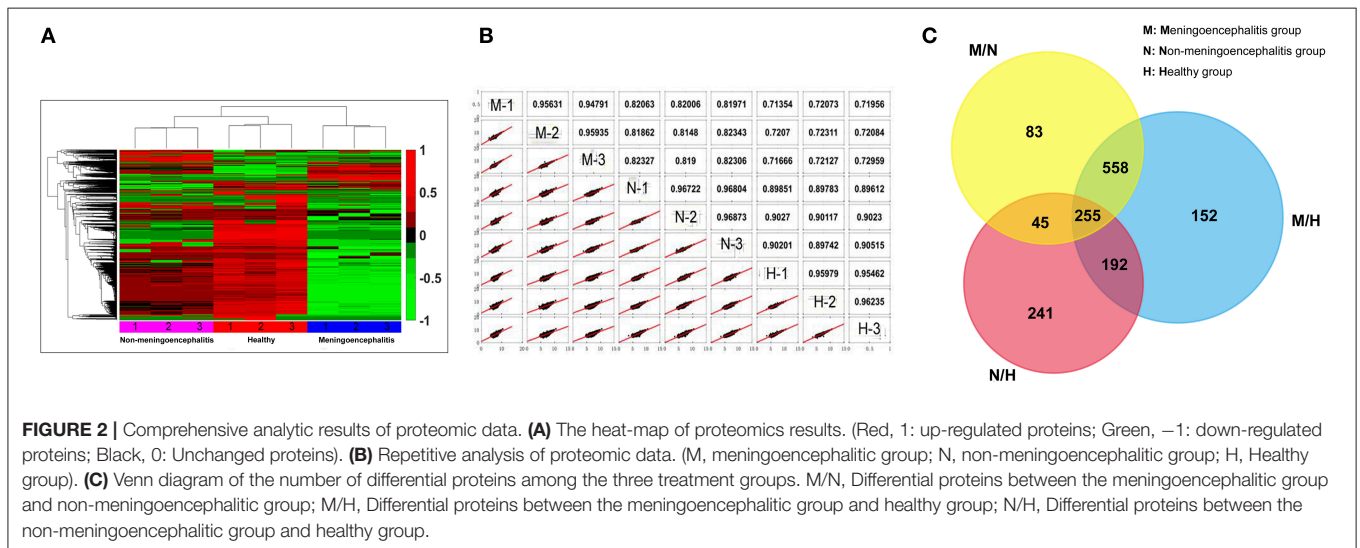 A
1
0.5
0
-0.5
-1
1 2 3 1 2 3 1 2 3
Non-meningoencephalitis Healthy Meningoencephalitis
B
M-1 0.95631 0.94791 0.82063 0.82006 0.81971 0.71354 0.72073 0.71956
M-2 0.95935 0.81862 0.8148 0.82343 0.7207 0.72311 0.72084
M-3 0.82327 0.819 0.82306 0.71666 0.72127 0.72959
N-1 0.96722 0.96804 0.89851 0.89783 0.89612
N-2 0.96873 0.9027 0.90117 0.9023
N-3 0.90201 0.89742 0.90515
H-1 0.95979 0.95462
H-2 0.96235
H-3
C
M: Meningoencephalitis group
N: Non-meningoencephalitis group
H: Healthy group
M/N
83
558
45
255
152
M/H
192
241
N/H
FIGURE 2 | Comprehensive analytic results of proteomic data. (A) The heat-map of proteomics results. (Red, 1: up-regulated proteins; Green, −1: down-regulated
proteins; Black, 0: Unchanged proteins). (B) Repetitive analysis of proteomic data. (M, meningoencephalitic group; N, non-meningoencephalitic group; H, Healthy
group). (C) Venn diagram of the number of differential proteins among the three treatment groups. M/N, Differential proteins between the meningoencephalitic group
and non-meningoencephalitic group; M/H, Differential proteins between the meningoencephalitic group and healthy group; N/H, Differential proteins between the
non-meningoencephalitic group and healthy group.